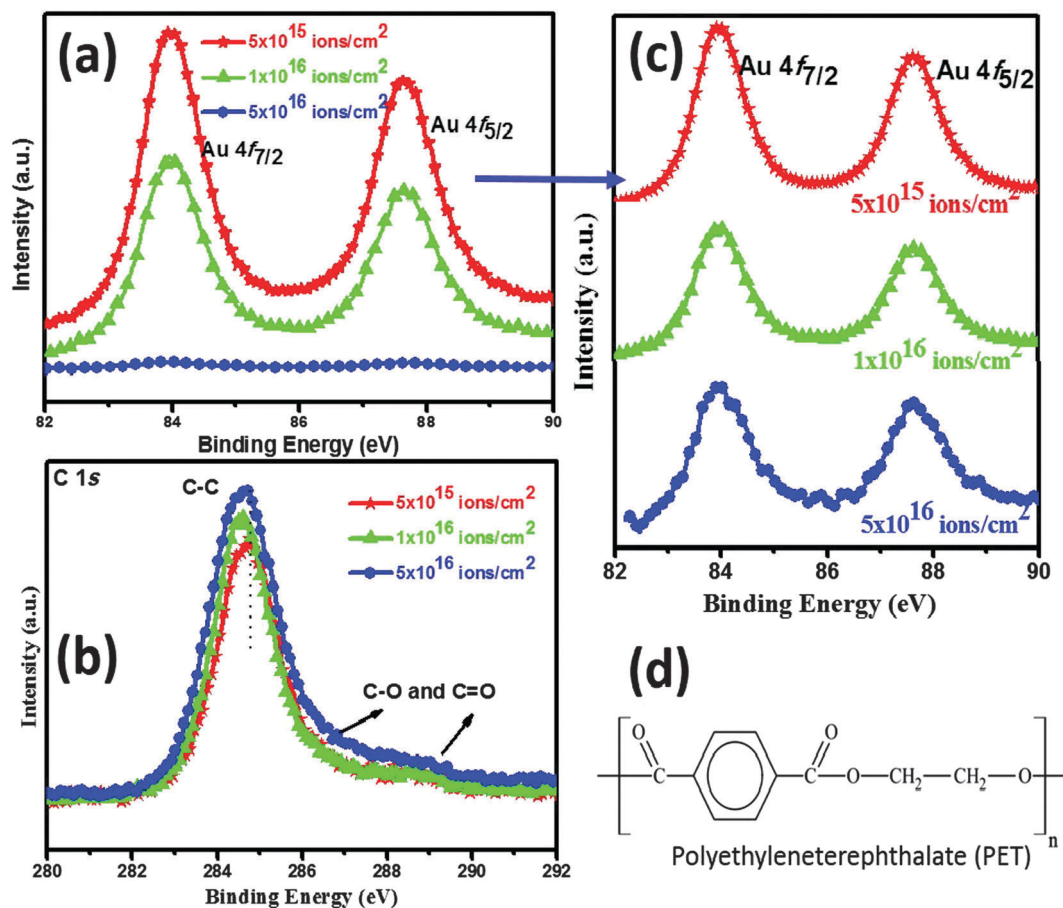 (a)
5x10^15 ions/cm^2
1x10^16 ions/cm^2
5x10^16 ions/cm^2
Au 4f7/2
Au 4f5/2
Intensity (a.u.)
82 84 86 88 90
Binding Energy (eV)
C 1s
C-C
5x10^15 ions/cm^2
1x10^16 ions/cm^2
5x10^16 ions/cm^2
(b)
C-O and C=O
Intensity (a.u.)
280 282 284 286 288 290 292
Binding Energy (eV)
(c)
Au 4f7/2
Au 4f5/2
5x10^15 ions/cm^2
1x10^16 ions/cm^2
5x10^16 ions/cm^2
Intensity (a.u.)
82 84 86 88 90
Binding Energy (eV)
(d)
O O
C C O CH2 CH2 O
n
Polyethyleneterephthalate (PET)